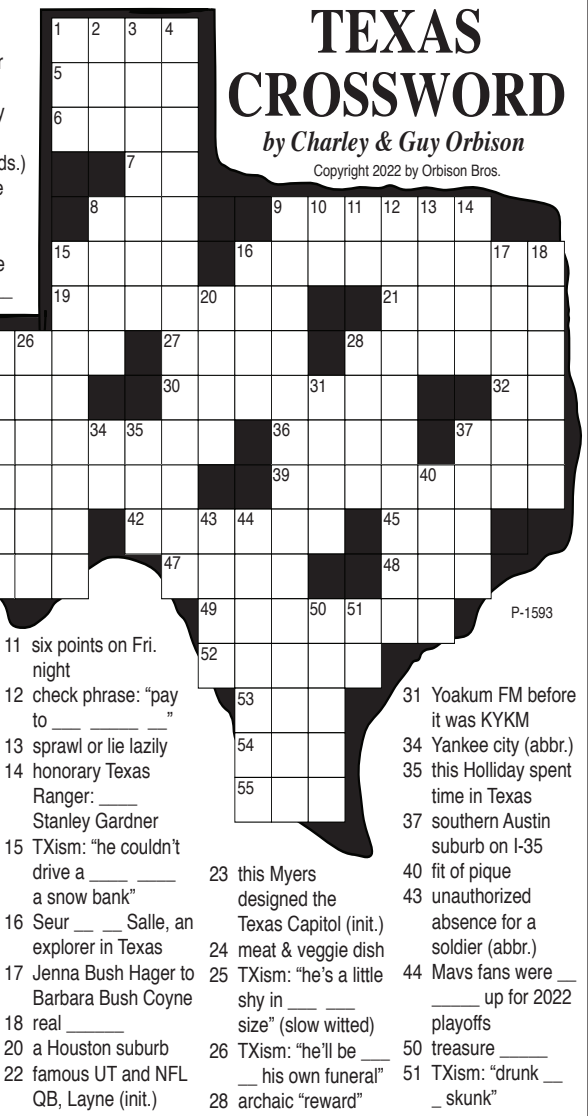 TEXAS
CROSSWORD
by Charley & Guy Orbison
Copyright 2022 by Orbison Bros.
ds.)
1 2 3 4
5
6
7
8 9 10 11 12 13 14
15 16 17 18
19 20 21
26 27 28
30 31 32
34 35 36 37
39 40
42 43 44 45
47 48
49 50 51
52
53
54
55
P-1593
11 six points on Fri.
night
12 check phrase: “pay
to ___ _____ __”
13 sprawl or lie lazily
14 honorary Texas
Ranger: ____
Stanley Gardner
15 TXism: “he couldn’t
drive a ____ ____
a snow bank”
16 Seur __ __ Salle, an
explorer in Texas
17 Jenna Bush Hager to
Barbara Bush Coyne
18 real ______
20 a Houston suburb
22 famous UT and NFL
QB, Layne (init.)
23 this Myers
designed the
Texas Capitol (init.)
24 meat & veggie dish
25 TXism: “he’s a little
shy in ___ ___
size” (slow witted)
26 TXism: “he’ll be ___
__ his own funeral”
28 archaic “reward”
31 Yoakum FM before
it was KYKM
34 Yankee city (abbr.)
35 this Holliday spent
time in Texas
37 southern Austin
suburb on I-35
40 fit of pique
43 unauthorized
absence for a
soldier (abbr.)
44 Mavs fans were __
_____ up for 2022
playoffs
50 treasure _____
51 TXism: “drunk __
_ skunk”